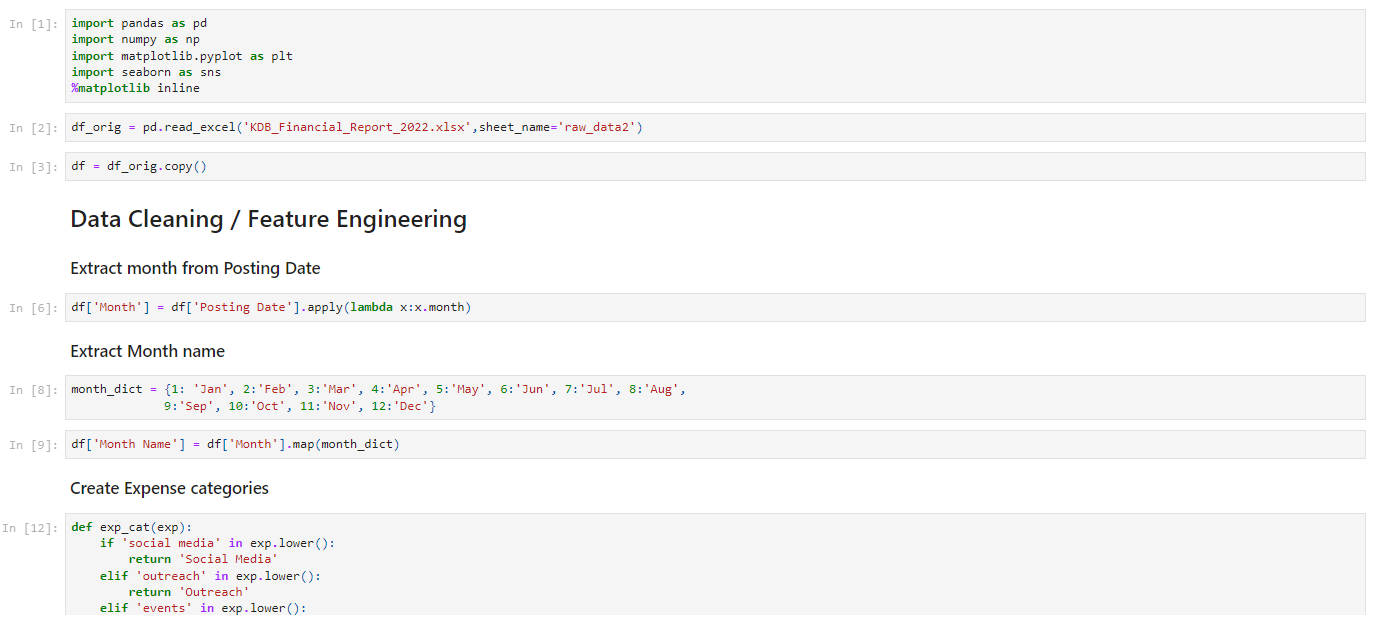 In [1]:
import pandas as pd
import numpy as np
import matplotlib.pyplot as plt
import seaborn as sns
%matplotlib inline
In [2]:
df_orig = pd.read_excel('KDB_Financial_Report_2022.xlsx',sheet_name='raw_data2')
In [3]:
df = df_orig.copy()
Data Cleaning / Feature Engineering
Extract month from Posting Date
In [6]:
df['Month'] = df['Posting Date'].apply(lambda x:x.month)
Extract Month name
In [8]:
month_dict = {1: 'Jan', 2:'Feb', 3:'Mar', 4:'Apr', 5:'May', 6:'Jun', 7:'Jul', 8:'Aug',
             9:'Sep', 10:'Oct', 11:'Nov', 12:'Dec'}
In [9]:
df['Month Name'] = df['Month'].map(month_dict)
Create Expense categories
In [12]:
def exp_cat(exp):
    if 'social media' in exp.lower():
        return 'Social Media'
    elif 'outreach' in exp.lower():
        return 'Outreach'
    elif 'events' in exp.lower():